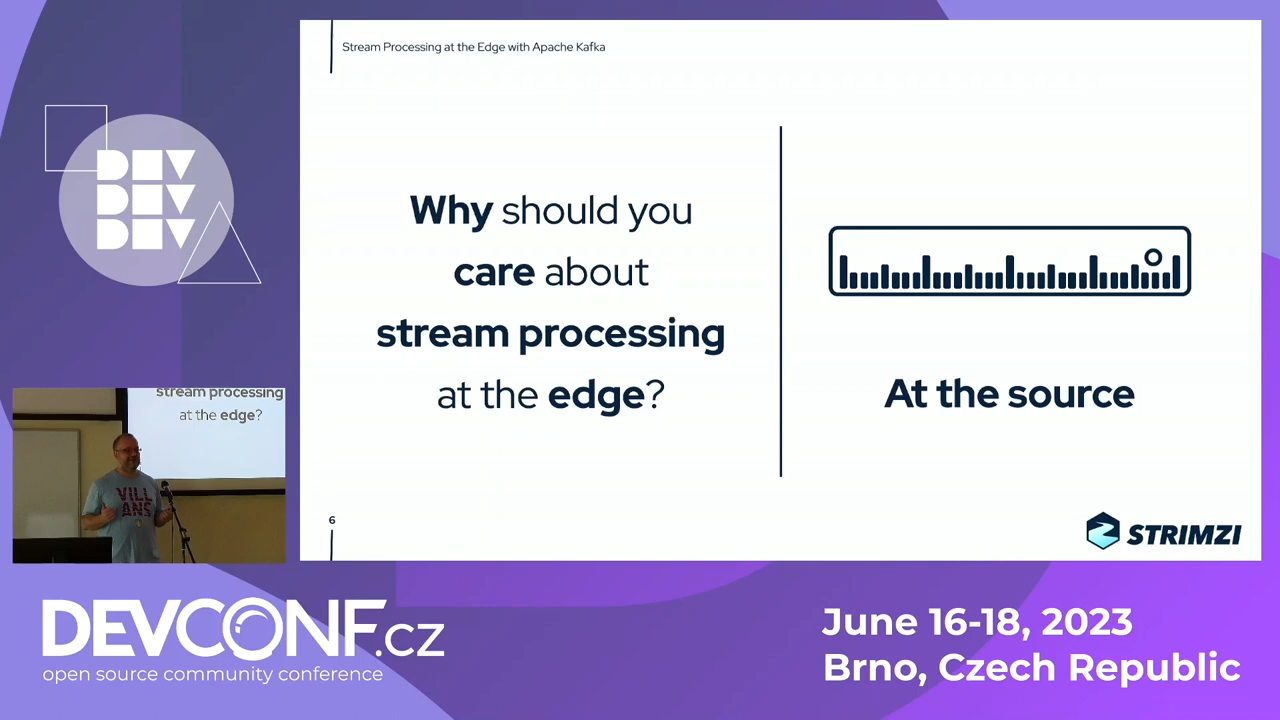 Stream Processing at the Edge with Apache Kafka
Why should you
care about
stream processing
at the edge?
At the source
6
STRIMZI
DEV
DEV
DEV
stream processing
at the edge?
VILL
ANS
DEVCONF.cz
open source community conference
June 16-18, 2023
Brno, Czech Republic